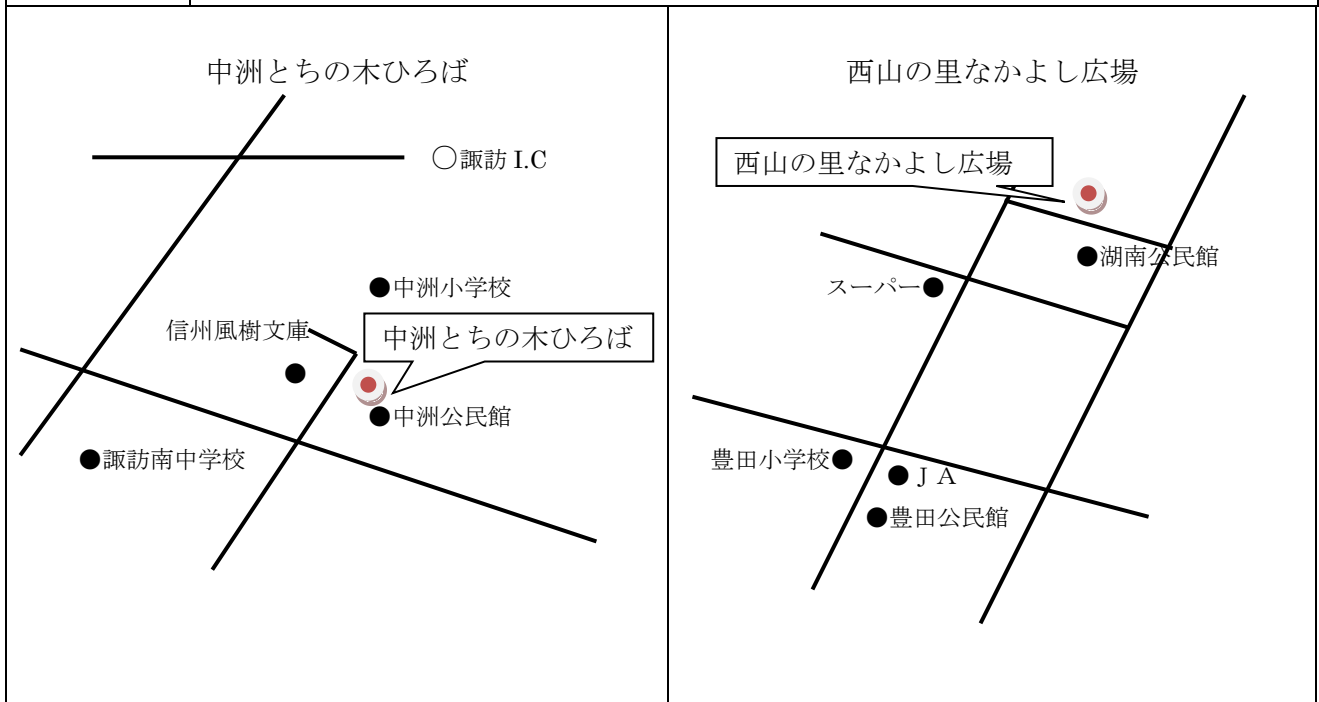 中洲とちの木ひろば
○諏訪 I.C
●中洲小学校
信州風樹文庫
中洲とちの木ひろば
●中洲公民館
●諏訪南中学校
西山の里なかよし広場
西山の里なかよし広場
●湖南公民館
スーパー●
豊田小学校●
●ＪＡ
●豊田公民館